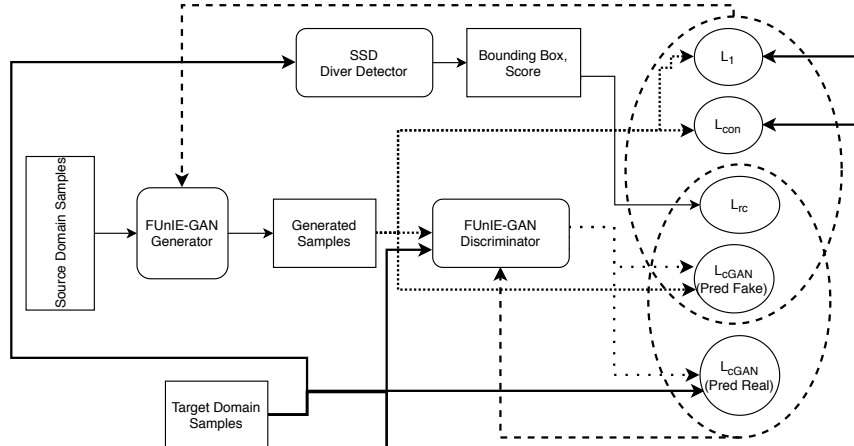 SSD
Diver Detector
Bounding Box,
Score
L1
Lcon
Source Domain Samples
FUnIE-GAN
Generator
Generated
Samples
FUnIE-GAN
Discriminator
Lrc
LcGAN
(Pred Fake)
LcGAN
(Pred Real)
Target Domain
Samples